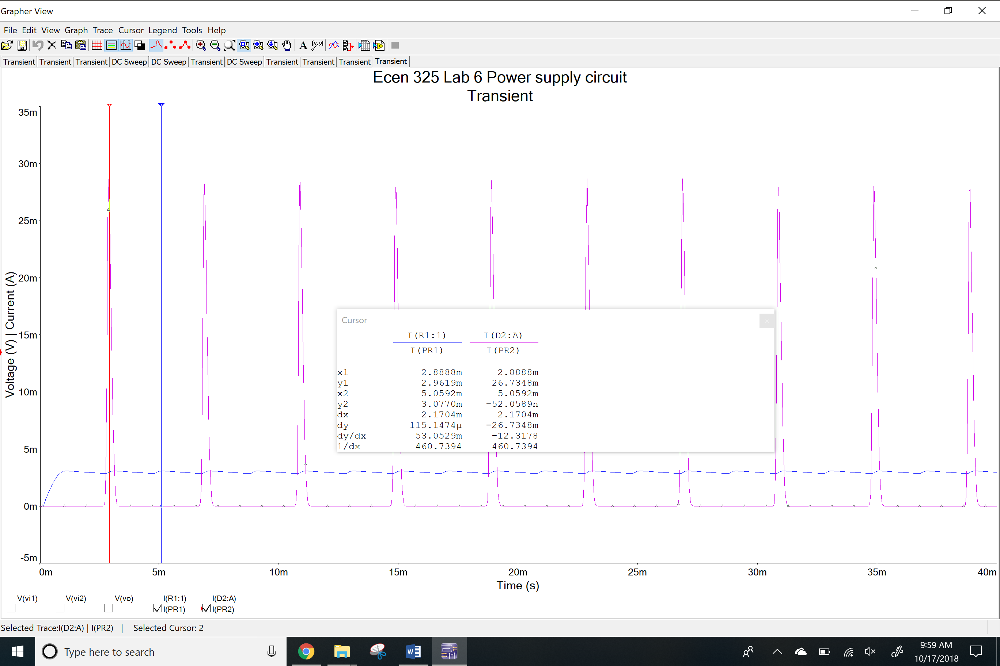 Grapher View
File Edit View Graph Trace Cursor Legend Tools Help
Transient Transient Transient DC Sweep DC Sweep Transient DC Sweep Transient Transient Transient Transient
Ecen 325 Lab 6 Power supply circuit
Transient
35m
30m
25m
20m
15m
10m
5m
0m
-5m
Voltage (V) | Current (A)
Cursor
I(R1:1) I(D2:A)
I(PR1) I(PR2)
x1 2.8888m 2.8888m
y1 2.9619m 26.7348m
x2 5.0592m 5.0592m
y2 3.0770m -52.0589n
dx 2.1704m 2.1704m
dy 115.1474µ -26.7348m
dy/dx 53.0529m -12.3178
1/dx 460.7394 460.7394
0m 5m 10m 15m 20m 25m 30m 35m 40m
Time (s)
V(vi1) V(vi2) V(vo) I(R1:1) I(D2:A)
I(PR1) I(PR2)
Selected Trace:I(D2:A) | I(PR2) | Selected Cursor: 2
Type here to search
9:59 AM
10/17/2018